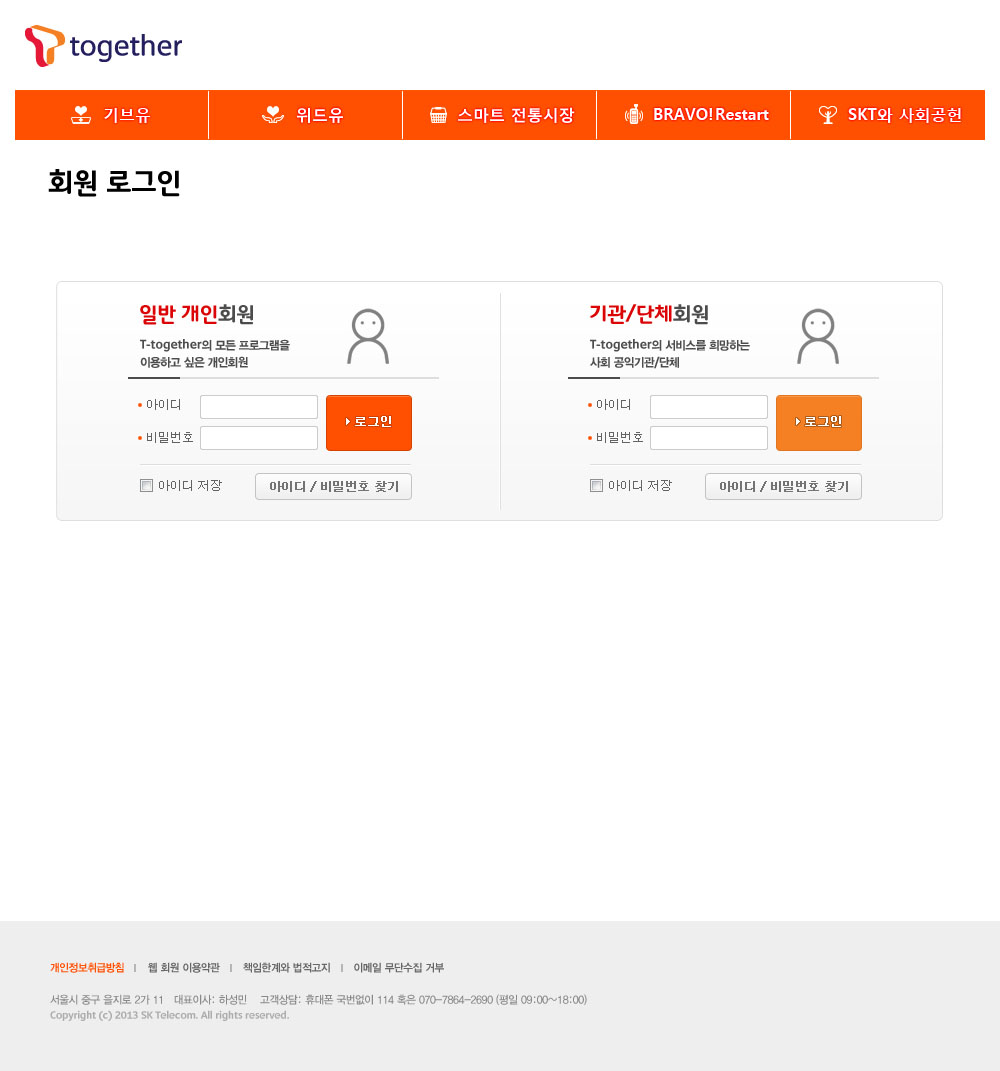 together
기브유
위드유
스마트 전통시장
BRAVO! Restart
SKT와 사회공헌
회원 로그인
일반 개인회원
T-together의 모든 프로그램을
이용하고 싶은 개인회원
아이디
비밀번호
로그인
아이디 저장
아이디 / 비밀번호 찾기
기관/단체회원
T-together의 서비스를 희망하는
사회 공익기관/단체
아이디
비밀번호
로그인
아이디 저장
아이디 / 비밀번호 찾기
개인정보취급방침 | 웹 회원 이용약관 | 책임한계와 법적고지 | 이메일 무단수집 거부
서울시 중구 을지로 2가 11 대표이사: 하성민 고객상담: 휴대폰 국번없이 114 혹은 070-7864-2690 (평일 09:00~18:00)
Copyright (c) 2013 SK Telecom. All rights reserved.